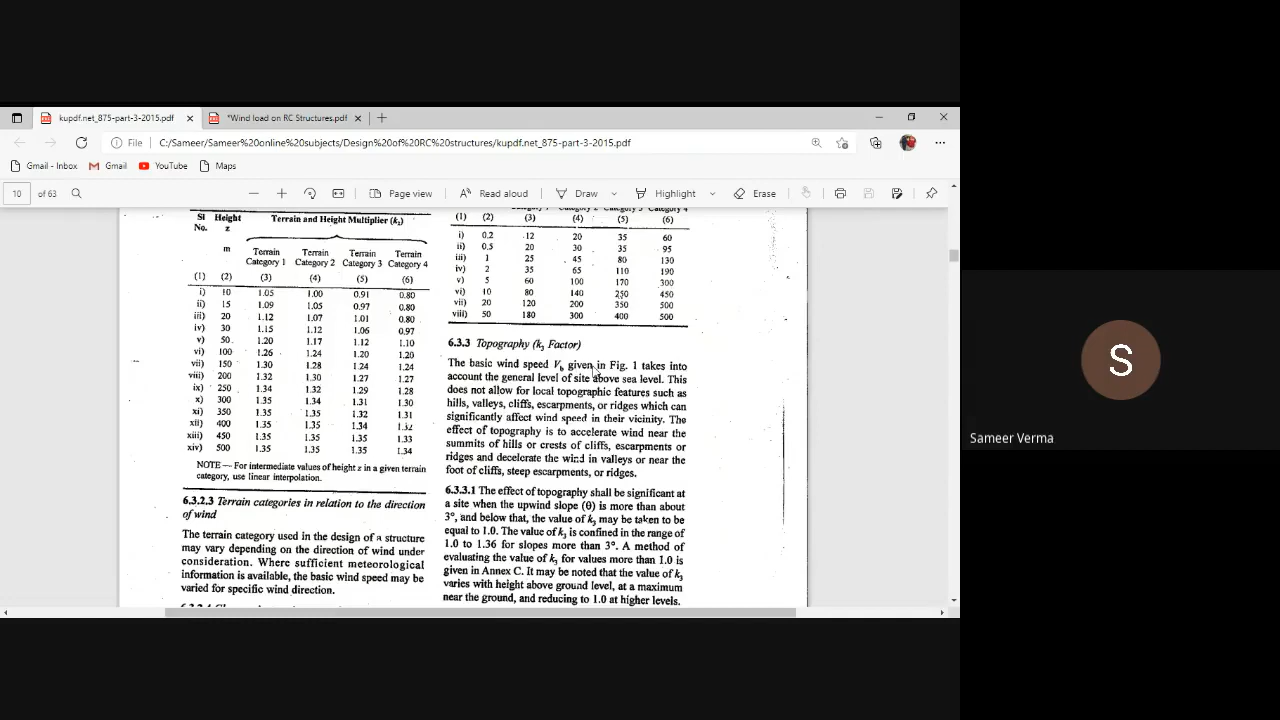 kupdf.net_875-part-3-2015.pdf
*Wind load on RC Structures.pdf
File
C:/Sameer/Sameer%20online%20subjects/Design%20of%20RC%20structures/kupdf.net_875-part-3-2015.pdf
Gmail - Inbox
Gmail
YouTube
Maps
10 of 63
Page view
Read aloud
Draw
Highlight
Erase
Sl No. Height z Terrain and Height Multiplier (k2)
m
Terrain Category 1 Terrain Category 2 Terrain Category 3 Terrain Category 4
(1) (2) (3) (4) (5) (6)
i) 10 1.05 1.00 0.91 0.80
ii) 15 1.09 1.05 0.97 0.80
iii) 20 1.12 1.07 1.01 0.80
iv) 30 1.15 1.12 1.06 0.97
v) 50 1.20 1.17 1.12 1.10
vi) 100 1.26 1.24 1.20 1.20
vii) 150 1.30 1.28 1.24 1.24
viii) 200 1.32 1.30 1.27 1.27
ix) 250 1.34 1.32 1.29 1.28
x) 300 1.35 1.34 1.31 1.30
xi) 350 1.35 1.35 1.32 1.31
xii) 400 1.35 1.35 1.34 1.32
xiii) 450 1.35 1.35 1.35 1.33
xiv) 500 1.35 1.35 1.35 1.34
NOTE — For intermediate values of height z in a given terrain
category, use linear interpolation.
6.3.2.3 Terrain categories in relation to the direction
of wind
The terrain category used in the design of a structure
may vary depending on the direction of wind under
consideration. Where sufficient meteorological
information is available, the basic wind speed may be
varied for specific wind direction.
(1) (2) (3) (4) (5) (6)
i) 0.2 12 20 35 60
ii) 0.5 20 30 35 95
iii) 1 25 45 80 130
iv) 2 35 65 110 190
v) 5 60 100 170 300
vi) 10 80 140 250 450
vii) 20 120 200 350 500
viii) 50 180 300 400 500
6.3.3 Topography (k3 Factor)
The basic wind speed Vb given in Fig. 1 takes into
account the general level of site above sea level. This
does not allow for local topographic features such as
hills, valleys, cliffs, escarpments, or ridges which can
significantly affect wind speed in their vicinity. The
effect of topography is to accelerate wind near the
summits of hills or crests of cliffs, escarpments or
ridges and decelerate the wind in valleys or near the
foot of cliffs, steep escarpments, or ridges.
6.3.3.1 The effect of topography shall be significant at
a site when the upwind slope (θ) is more than about
3°, and below that, the value of k3 may be taken to be
equal to 1.0. The value of k3 is confined in the range of
1.0 to 1.36 for slopes more than 3°. A method of
evaluating the value of k3 for values more than 1.0 is
given in Annex C. It may be noted that the value of k3
varies with height above ground level, at a maximum
near the ground, and reducing to 1.0 at higher levels.
S
Sameer Verma